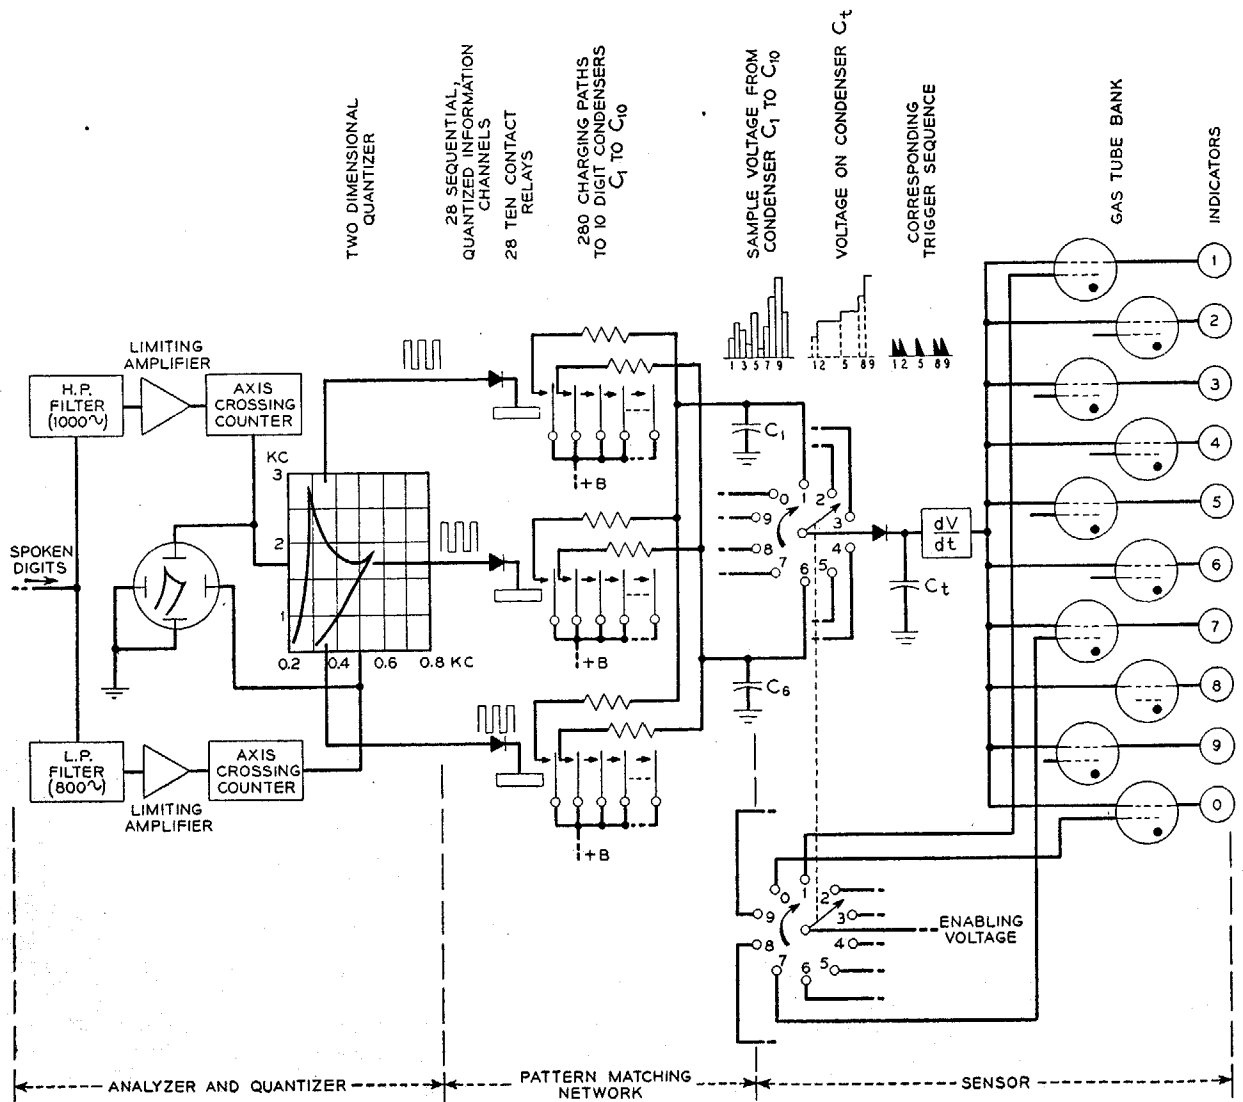 TWO DIMENSIONAL
QUANTIZER
28 SEQUENTIAL,
QUANTIZED INFORMATION
CHANNELS
28 TEN CONTACT
RELAYS
280 CHARGING PATHS
TO 10 DIGIT CONDENSERS
C1 TO C10
SAMPLE VOLTAGE FROM
CONDENSER C1 TO C10
VOLTAGE ON CONDENSER Ct
CORRESPONDING
TRIGGER SEQUENCE
GAS TUBE BANK
INDICATORS
1 3 5 7 9
1 2 5 8 9
1 2 5 8 9
LIMITING
AMPLIFIER
H.P.
FILTER
(1000~)
AXIS
CROSSING
COUNTER
KC
3
2
1
0.2 0.4 0.6 0.8 KC
SPOKEN
DIGITS
L.P.
FILTER
(800~)
AXIS
CROSSING
COUNTER
LIMITING
AMPLIFIER
+B
+B
+B
C1
C6
0 1 2
9 3
8 4
7 6 5
Ct
dV
dt
1
2
3
4
5
6
7
8
9
0
0 1 2
9 3
8 4
7 6 5
ENABLING
VOLTAGE
ANALYZER AND QUANTIZER
PATTERN MATCHING
NETWORK
SENSOR